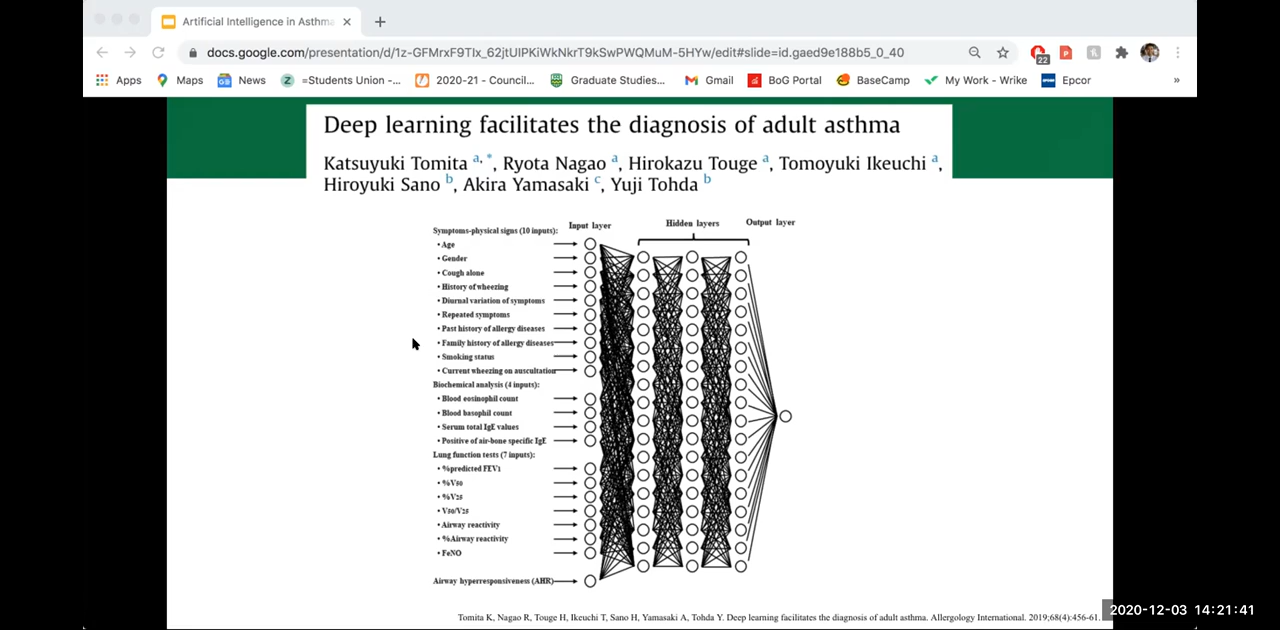 Artificial Intelligence in Asthma
docs.google.com/presentation/d/1z-GFMrxF9TIx_62jtUIPKiWkNkrT9kSwPWQMuM-5HYw/edit#slide=id.gaed9e188b5_0_40
22
Apps Maps News =Students Union -... 2020-21 - Council... Graduate Studies... Gmail BoG Portal BaseCamp My Work - Wrike Epcor »
Deep learning facilitates the diagnosis of adult asthma
Katsuyuki Tomita a, *, Ryota Nagao a, Hirokazu Touge a, Tomoyuki Ikeuchi a,
Hiroyuki Sano b, Akira Yamasaki c, Yuji Tohda b
Input layer Hidden layers Output layer
Symptoms-physical signs (10 inputs):
• Age
• Gender
• Cough alone
• History of wheezing
• Diurnal variation of symptoms
• Repeated symptoms
• Past history of allergy diseases
• Family history of allergy diseases
• Smoking status
• Current wheezing on auscultation
Biochemical analysis (4 inputs):
• Blood eosinophil count
• Blood basophil count
• Serum total IgE values
• Positive of air-bone specific IgE
Lung function tests (7 inputs):
• %predicted FEV1
• %V50
• %V25
• V50/V25
• Airway reactivity
• %Airway reactivity
• FeNO
Airway hyperresponsiveness (AHR)
Tomita K, Nagao R, Touge H, Ikeuchi T, Sano H, Yamasaki A, Tohda Y. Deep learning facilitates the diagnosis of adult asthma. Allergology International. 2019;68(4):456-61.
2020-12-03 14:21:41